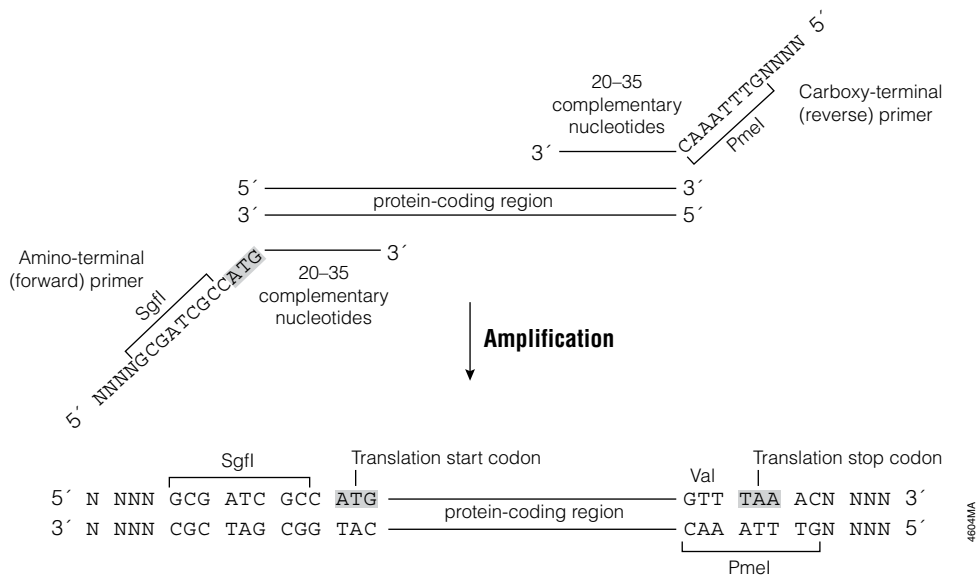 5´
CAAATTTGNNNN
PmeI
20–35
complementary
nucleotides
Carboxy-terminal
(reverse) primer
3´
5´ 3´
protein-coding region
3´ 5´
Amino-terminal
(forward) primer
SgfI
NNNNGCGATCGCCATG
5´
3´
20–35
complementary
nucleotides
Amplification
SgfI
Translation start codon
Val
Translation stop codon
5´ N NNN GCG ATC GCC ATG GTT TAA ACN NNN 3´
protein-coding region
3´ N NNN CGC TAG CGG TAC CAA ATT TGN NNN 5´
PmeI
4604MA